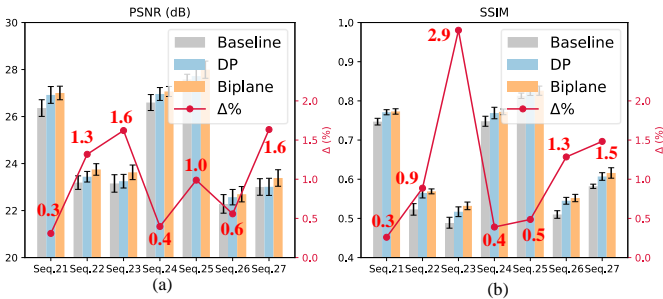 PSNR (dB)
30
28
26
24
22
20
Baseline
DP
Biplane
Δ%
0.3
1.3
1.6
0.4
1.0
0.6
1.6
2.0
1.5
1.0
0.5
0.0
Δ (%)
Seq.21 Seq.22 Seq.23 Seq.24 Seq.25 Seq.26 Seq.27
(a)
SSIM
1.0
0.9
0.8
0.7
0.6
0.5
0.4
Baseline
DP
Biplane
Δ%
0.3
0.9
2.9
0.4
0.5
1.3
1.5
2.0
1.5
1.0
0.5
0.0
Δ (%)
Seq.21 Seq.22 Seq.23 Seq.24 Seq.25 Seq.26 Seq.27
(b)